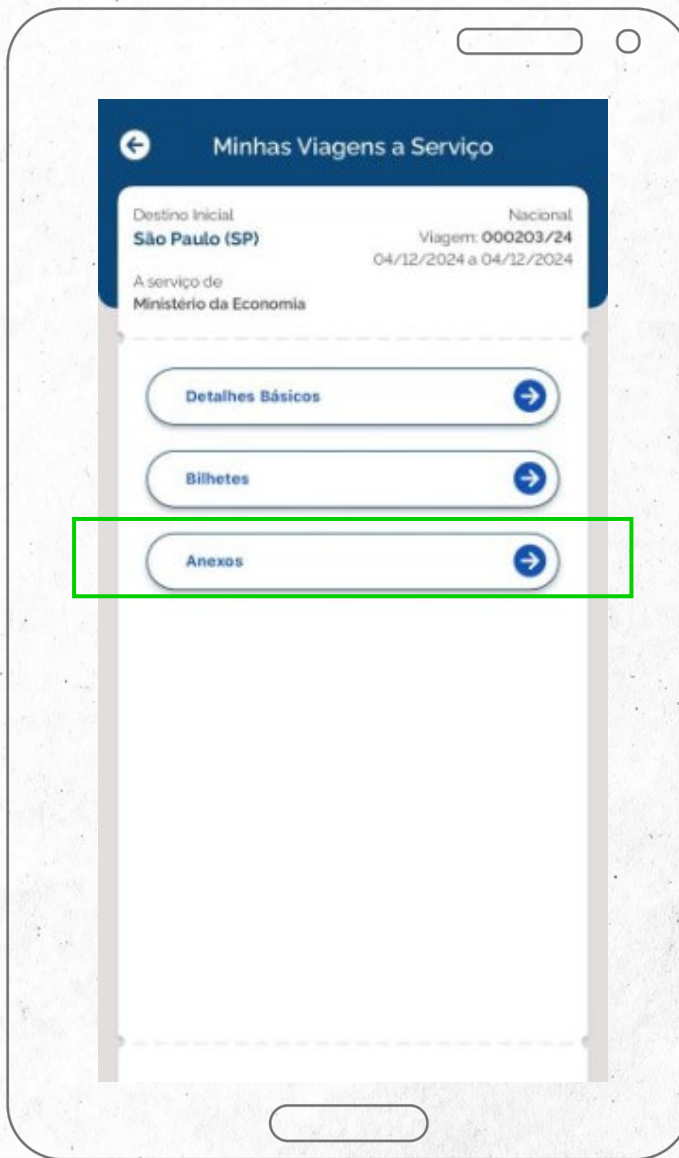 Minhas Viagens a Serviço
Destino Inicial
São Paulo (SP)
Nacional
Viagem: 000203/24
04/12/2024 a 04/12/2024
A serviço de
Ministério da Economia
Detalhes Básicos
Bilhetes
Anexos